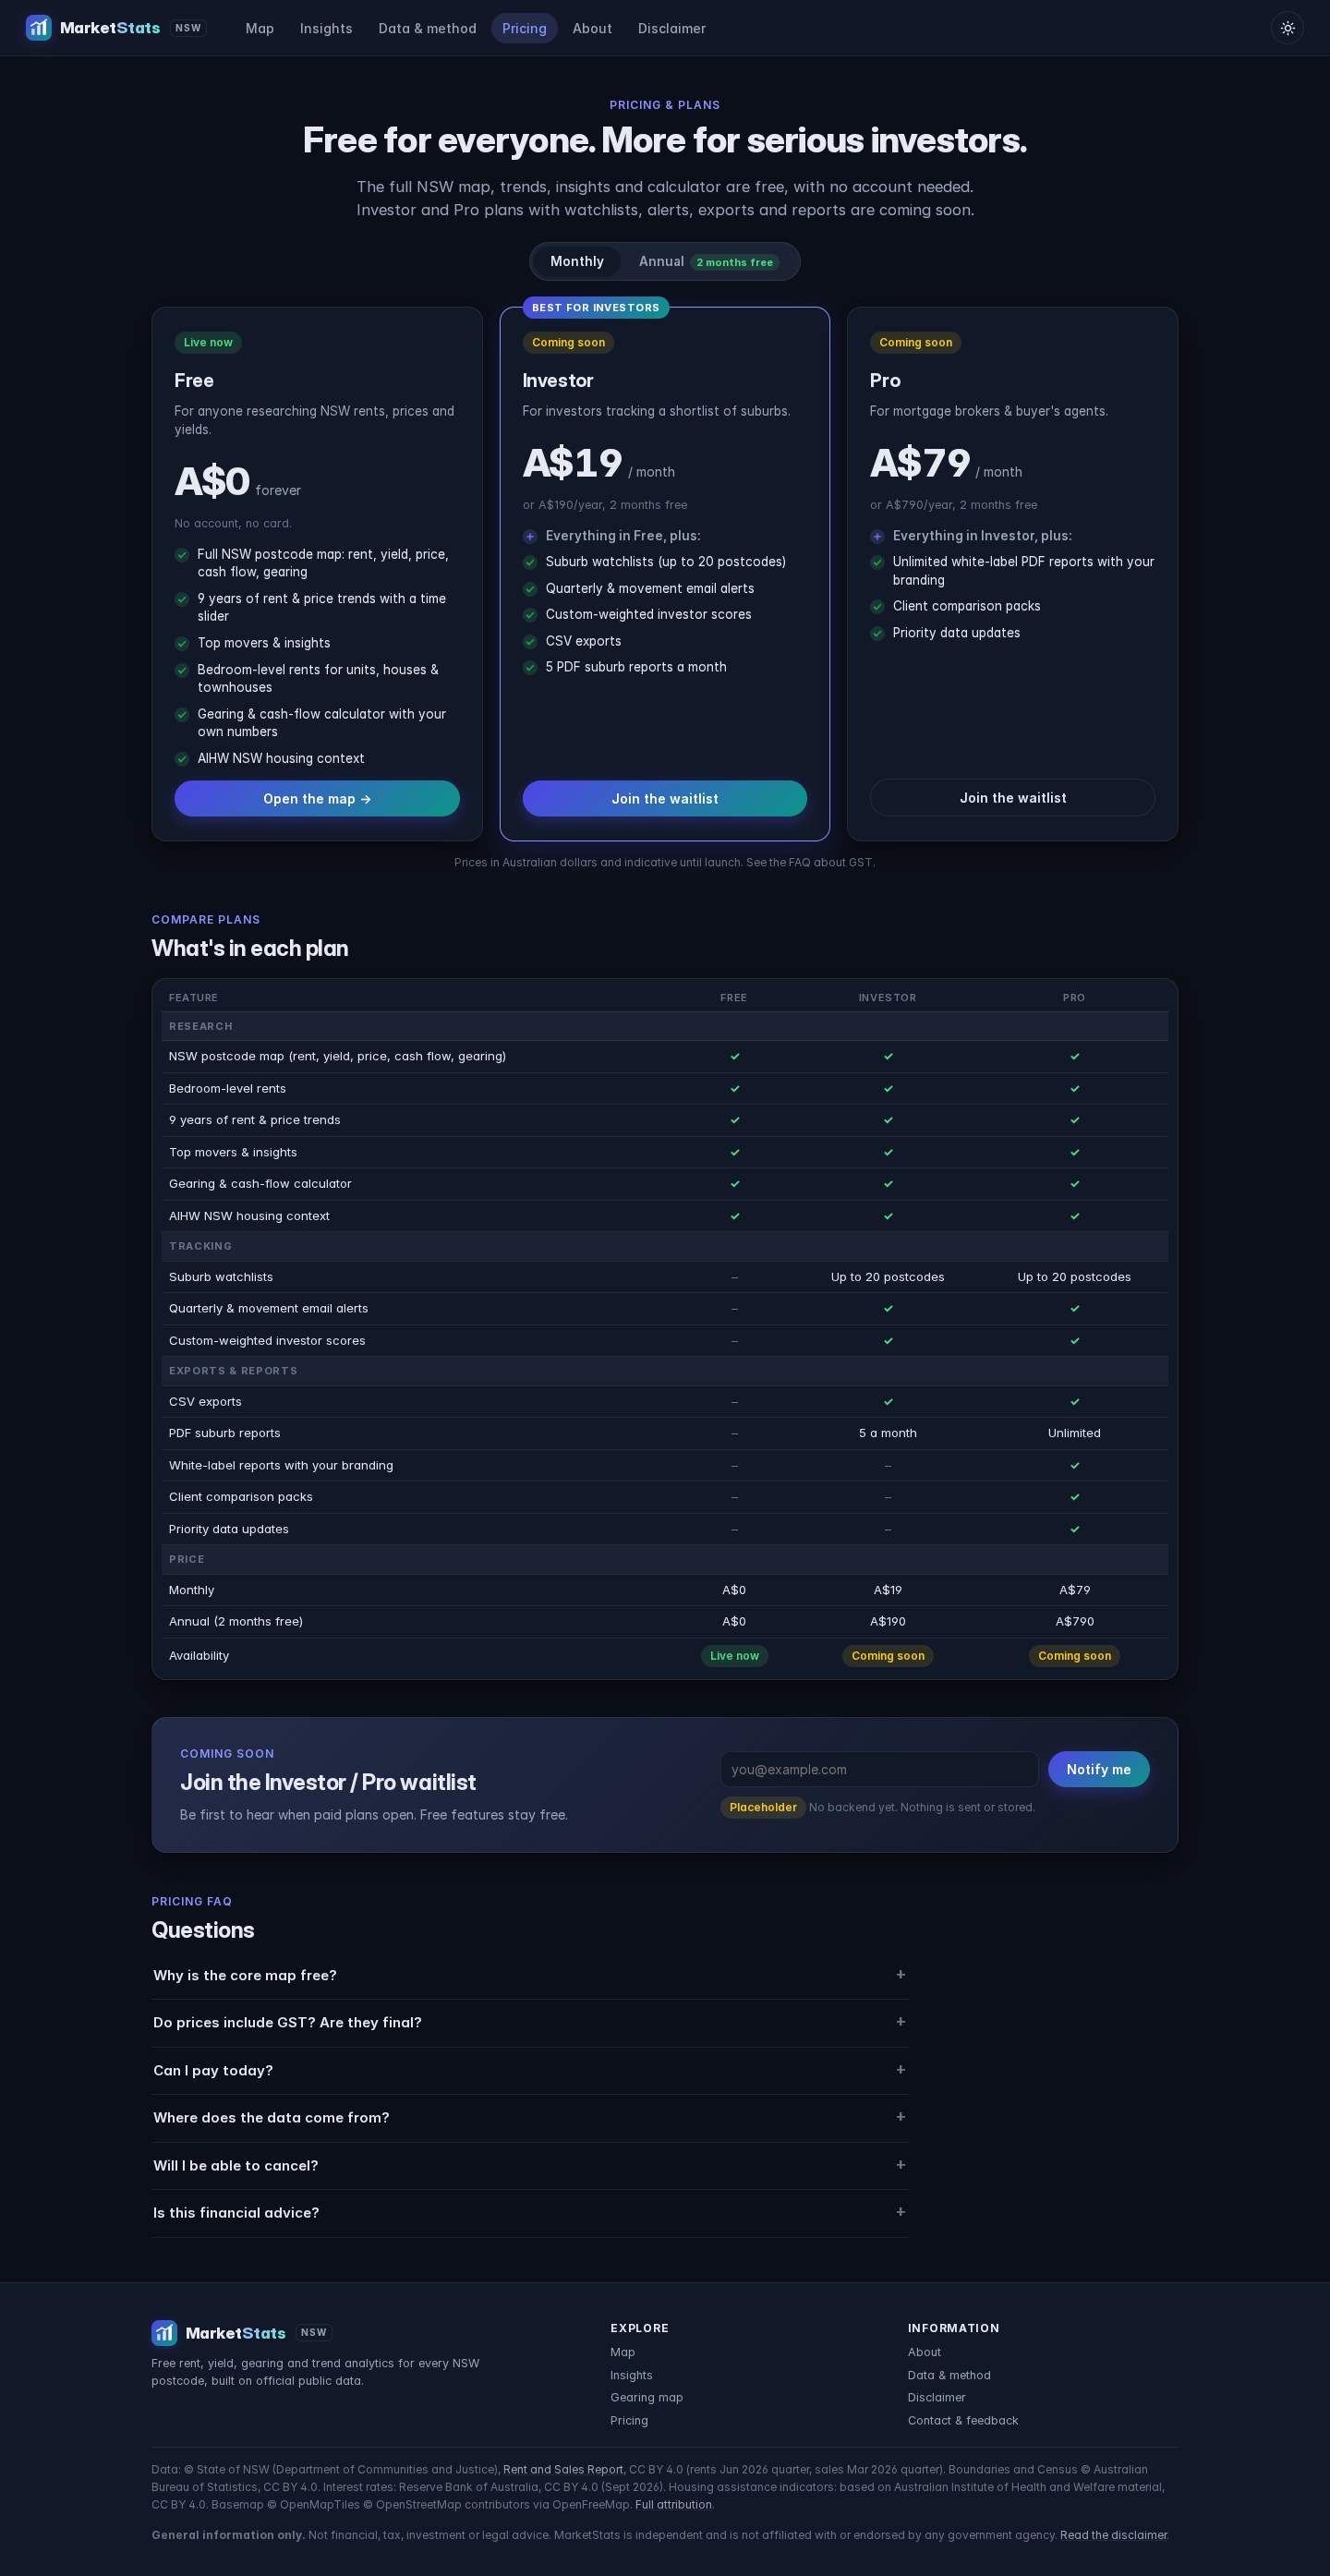 MarketStats NSW Map Insights Data & method Pricing About Disclaimer
PRICING & PLANS
Free for everyone. More for serious investors.
The full NSW map, trends, insights and calculator are free, with no account needed.
Investor and Pro plans with watchlists, alerts, exports and reports are coming soon.
Monthly Annual 2 months free
Live now
Free
For anyone researching NSW rents, prices and
yields.
A$0 forever
No account, no card.
Full NSW postcode map: rent, yield, price,
cash flow, gearing
9 years of rent & price trends with a time
slider
Top movers & insights
Bedroom-level rents for units, houses &
townhouses
Gearing & cash-flow calculator with your
own numbers
AIHW NSW housing context
Open the map →
BEST FOR INVESTORS
Coming soon
Investor
For investors tracking a shortlist of suburbs.
A$19 / month
or A$190/year, 2 months free
+ Everything in Free, plus:
Suburb watchlists (up to 20 postcodes)
Quarterly & movement email alerts
Custom-weighted investor scores
CSV exports
5 PDF suburb reports a month
Join the waitlist
Coming soon
Pro
For mortgage brokers & buyer's agents.
A$79 / month
or A$790/year, 2 months free
+ Everything in Investor, plus:
Unlimited white-label PDF reports with your
branding
Client comparison packs
Priority data updates
Join the waitlist
Prices in Australian dollars and indicative until launch. See the FAQ about GST.
COMPARE PLANS
What's in each plan
FEATURE FREE INVESTOR PRO
RESEARCH
NSW postcode map (rent, yield, price, cash flow, gearing) ✓ ✓ ✓
Bedroom-level rents ✓ ✓ ✓
9 years of rent & price trends ✓ ✓ ✓
Top movers & insights ✓ ✓ ✓
Gearing & cash-flow calculator ✓ ✓ ✓
AIHW NSW housing context ✓ ✓ ✓
TRACKING
Suburb watchlists – Up to 20 postcodes Up to 20 postcodes
Quarterly & movement email alerts – ✓ ✓
Custom-weighted investor scores – ✓ ✓
EXPORTS & REPORTS
CSV exports – ✓ ✓
PDF suburb reports – 5 a month Unlimited
White-label reports with your branding – – ✓
Client comparison packs – – ✓
Priority data updates – – ✓
PRICE
Monthly A$0 A$19 A$79
Annual (2 months free) A$0 A$190 A$790
Availability Live now Coming soon Coming soon
COMING SOON
Join the Investor / Pro waitlist
Be first to hear when paid plans open. Free features stay free.
you@example.com Notify me
Placeholder No backend yet. Nothing is sent or stored.
PRICING FAQ
Questions
Why is the core map free? +
Do prices include GST? Are they final? +
Can I pay today? +
Where does the data come from? +
Will I be able to cancel? +
Is this financial advice? +
MarketStats NSW
Free rent, yield, gearing and trend analytics for every NSW
postcode, built on official public data.
EXPLORE
Map
Insights
Gearing map
Pricing
INFORMATION
About
Data & method
Disclaimer
Contact & feedback
Data: © State of NSW (Department of Communities and Justice), Rent and Sales Report, CC BY 4.0 (rents Jun 2026 quarter, sales Mar 2026 quarter). Boundaries and Census © Australian
Bureau of Statistics, CC BY 4.0. Interest rates: Reserve Bank of Australia, CC BY 4.0 (Sept 2026). Housing assistance indicators: based on Australian Institute of Health and Welfare material,
CC BY 4.0. Basemap © OpenMapTiles © OpenStreetMap contributors via OpenFreeMap. Full attribution.
General information only. Not financial, tax, investment or legal advice. MarketStats is independent and is not affiliated with or endorsed by any government agency. Read the disclaimer.